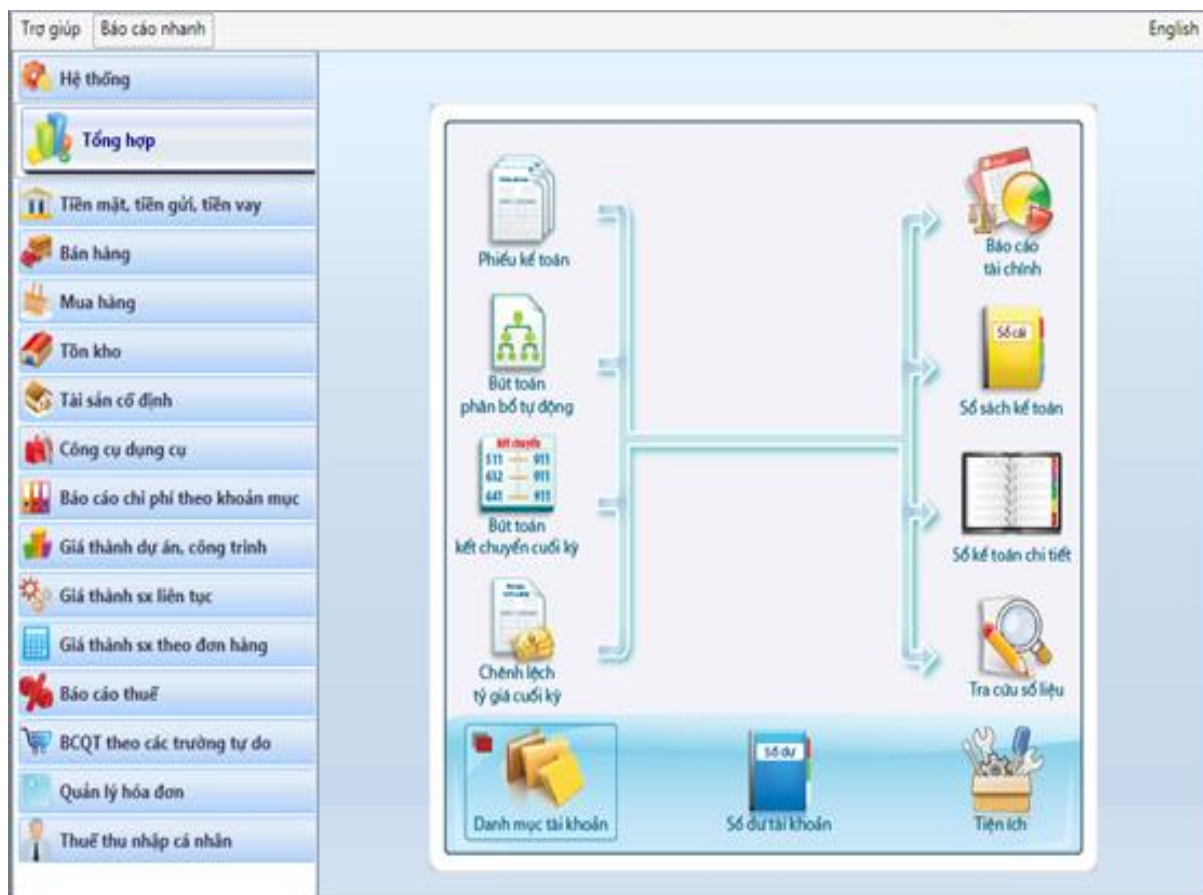 Trợ giúp
Báo cáo nhanh
English
Hệ thống
Tổng hợp
Tiền mặt, tiền gửi, tiền vay
Bán hàng
Mua hàng
Tồn kho
Tài sản cố định
Công cụ dụng cụ
Báo cáo chi phí theo khoản mục
Giá thành dự án, công trình
Giá thành sx liên tục
Giá thành sx theo đơn hàng
Báo cáo thuế
BCQT theo các trường tự do
Quản lý hóa đơn
Thuế thu nhập cá nhân
Phiếu kế toán
Bút toán
phân bổ tự động
Kết chuyển
511 911
632 911
641 911
Bút toán
kết chuyển cuối kỳ
Chênh lệch
tỷ giá cuối kỳ
Báo cáo
tài chính
Sổ cái
Sổ sách kế toán
Sổ kế toán chi tiết
Tra cứu số liệu
Danh mục tài khoản
Số dư
Số dư tài khoản
Tiện ích